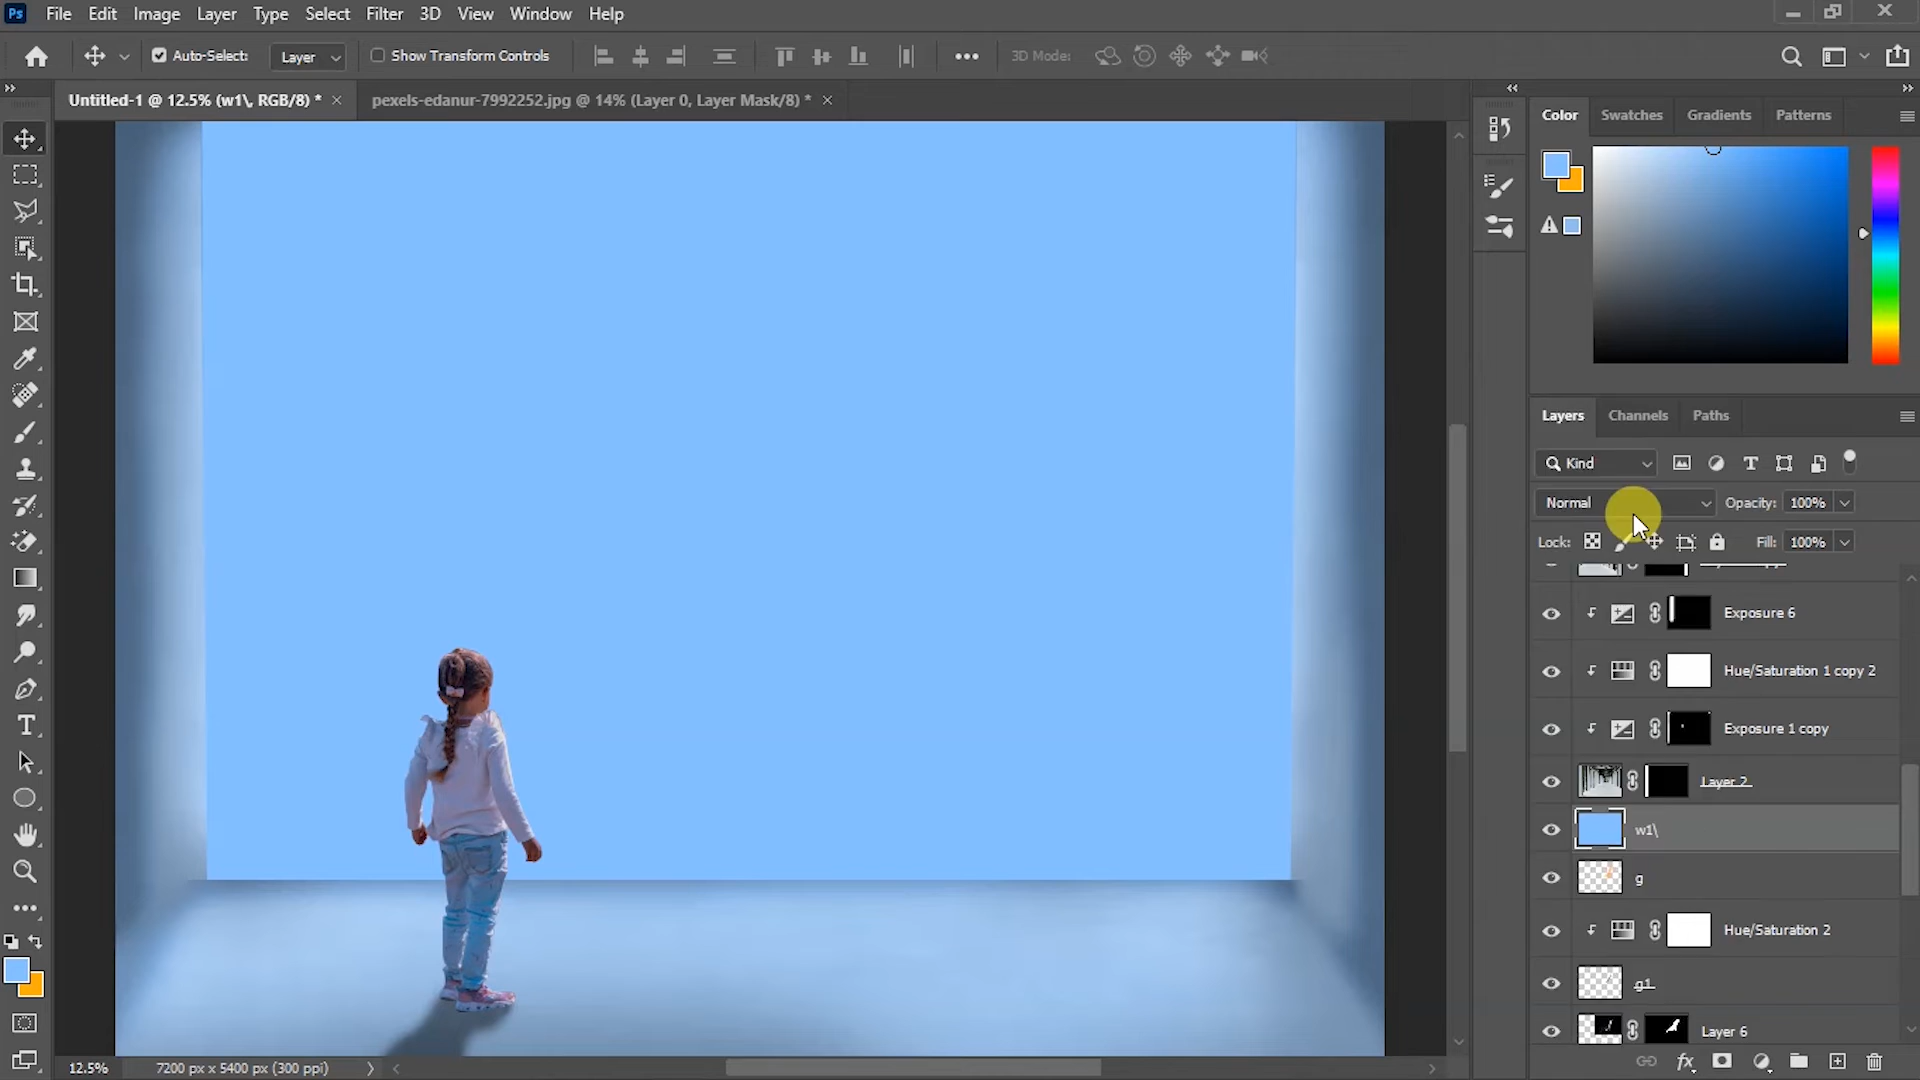 Ps File Edit Image Layer Type Select Filter 3D View Window Help
Auto-Select: Layer Show Transform Controls 3D Mode:
Untitled-1 @ 12.5% (w1\, RGB/8) * pexels-edanur-7992252.jpg @ 14% (Layer 0, Layer Mask/8) *
Color Swatches Gradients Patterns
Layers Channels Paths
Kind
Normal Opacity: 100%
Lock: Fill: 100%
Exposure 6
Hue/Saturation 1 copy 2
Exposure 1 copy
Layer 2
w1\
g
Hue/Saturation 2
g1
Layer 6
12.5% 7200 px x 5400 px (300 ppi)